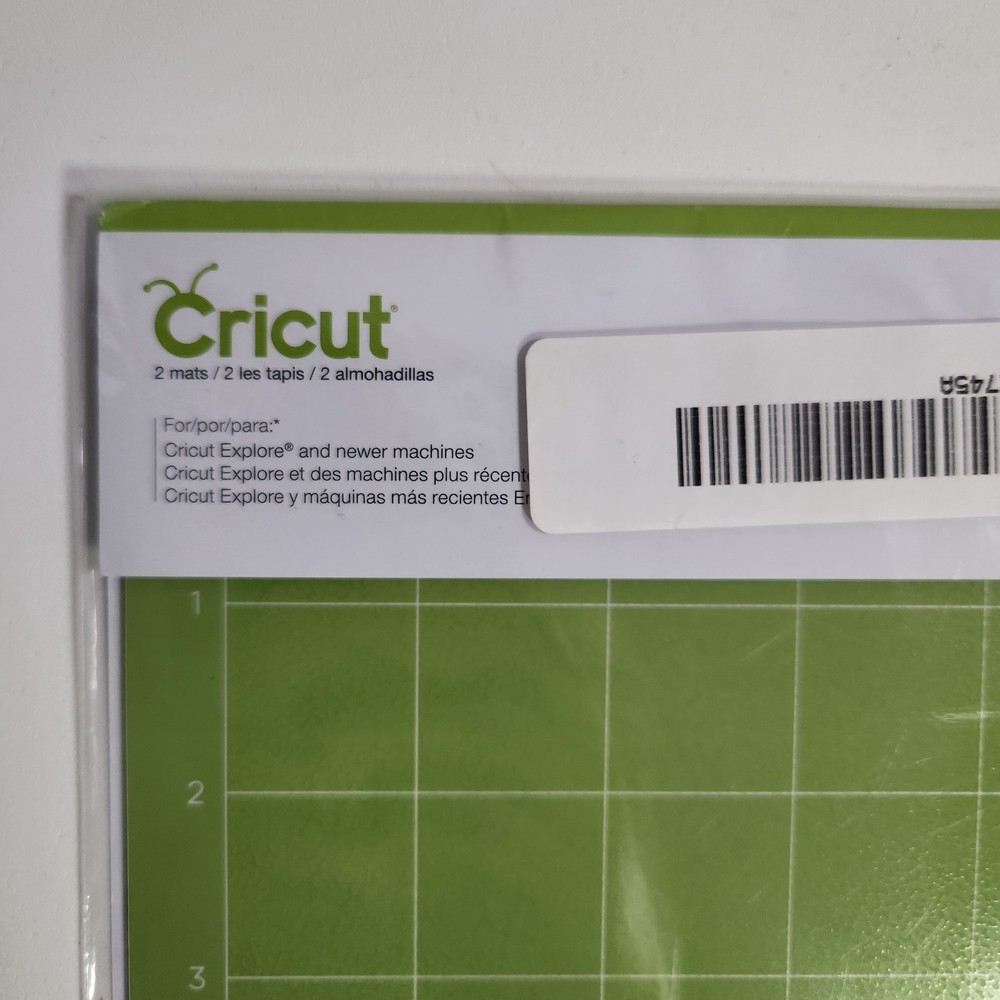 Cricut®
2 mats / 2 les tapis / 2 almohadillas
For/por/para:*
Cricut Explore® and newer machines
Cricut Explore et des machines plus
Cricut Explore y máquinas más recientes
745A
1
2
3